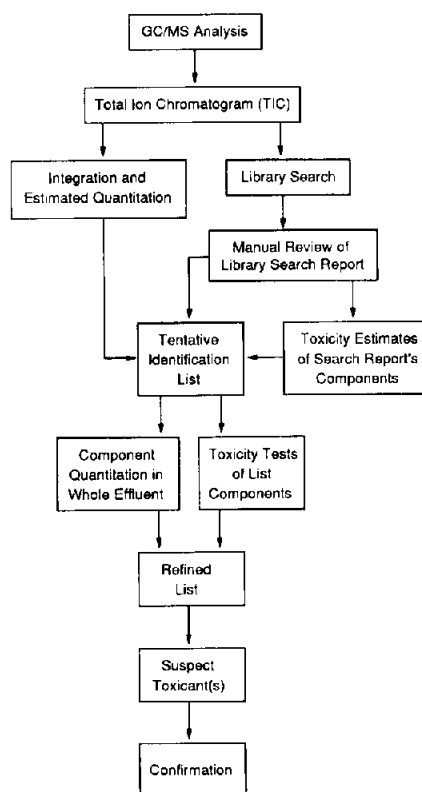 GC/MS Analysis
Total Ion Chromatogram (TIC)
Integration and
Estimated Quantitation
Library Search
Manual Review of
Library Search Report
Tentative
Identification
List
Toxicity Estimates
of Search Report's
Components
Component
Quantitation in
Whole Effluent
Toxicity Tests
of List
Components
Refined
List
Suspect
Toxicant(s)
Confirmation